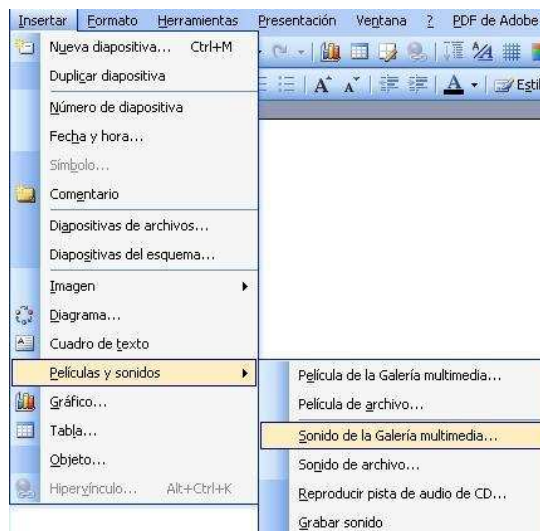 Insertar Formato Herramientas Presentación Ventana ? PDF de Adobe
Nueva diapositiva... Ctrl+M
Duplicar diapositiva
A A A Esti
Número de diapositiva
Fecha y hora...
Símbolo...
Comentario
Diapositivas de archivos...
Diapositivas del esquema...
Imagen
Diagrama...
Cuadro de texto
Películas y sonidos
Película de la Galería multimedia...
Gráfico...
Película de archivo...
Tabla...
Sonido de la Galería multimedia...
Objeto...
Sonido de archivo...
Hipervínculo... Alt+Ctrl+K
Reproducir pista de audio de CD...
Grabar sonido